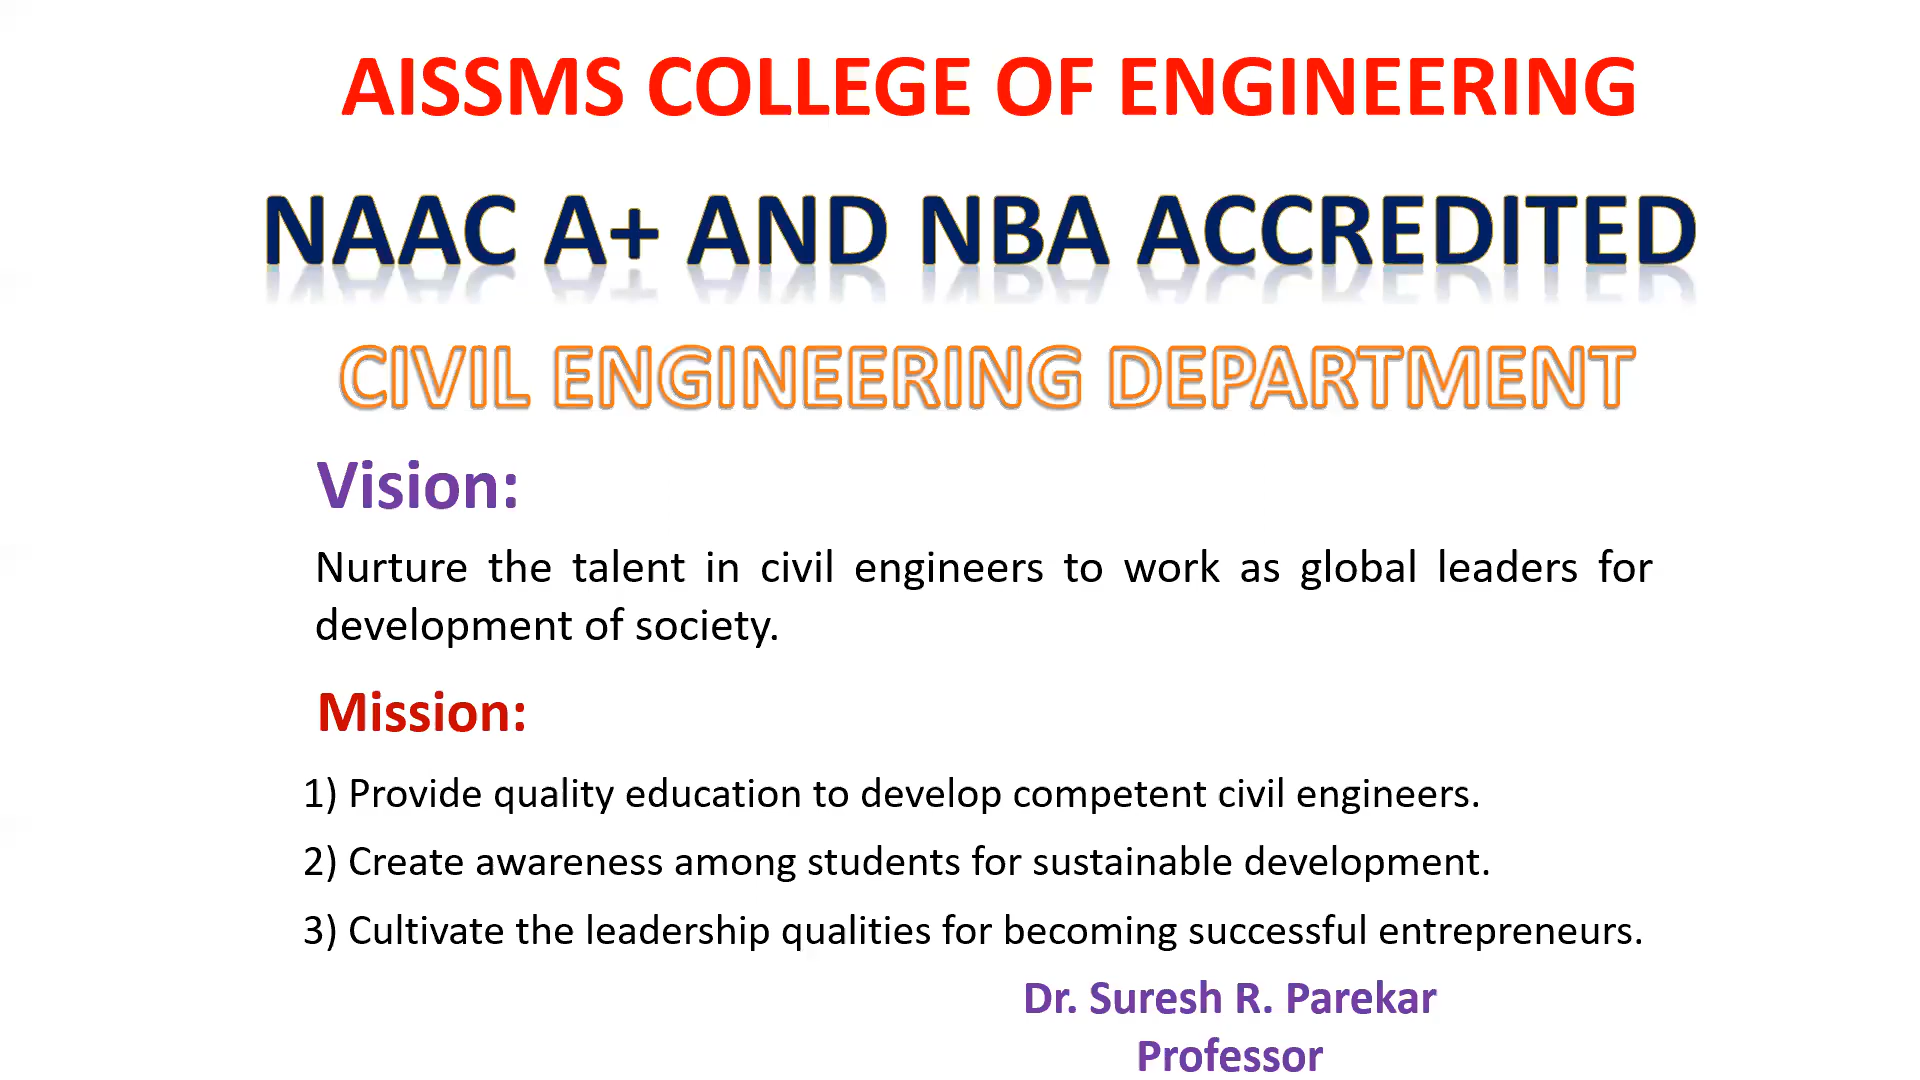 AISSMS COLLEGE OF ENGINEERING
NAAC A+ AND NBA ACCREDITED
CIVIL ENGINEERING DEPARTMENT
Vision:
Nurture the talent in civil engineers to work as global leaders for
development of society.
Mission:
1) Provide quality education to develop competent civil engineers.
2) Create awareness among students for sustainable development.
3) Cultivate the leadership qualities for becoming successful entrepreneurs.
Dr. Suresh R. Parekar
Professor